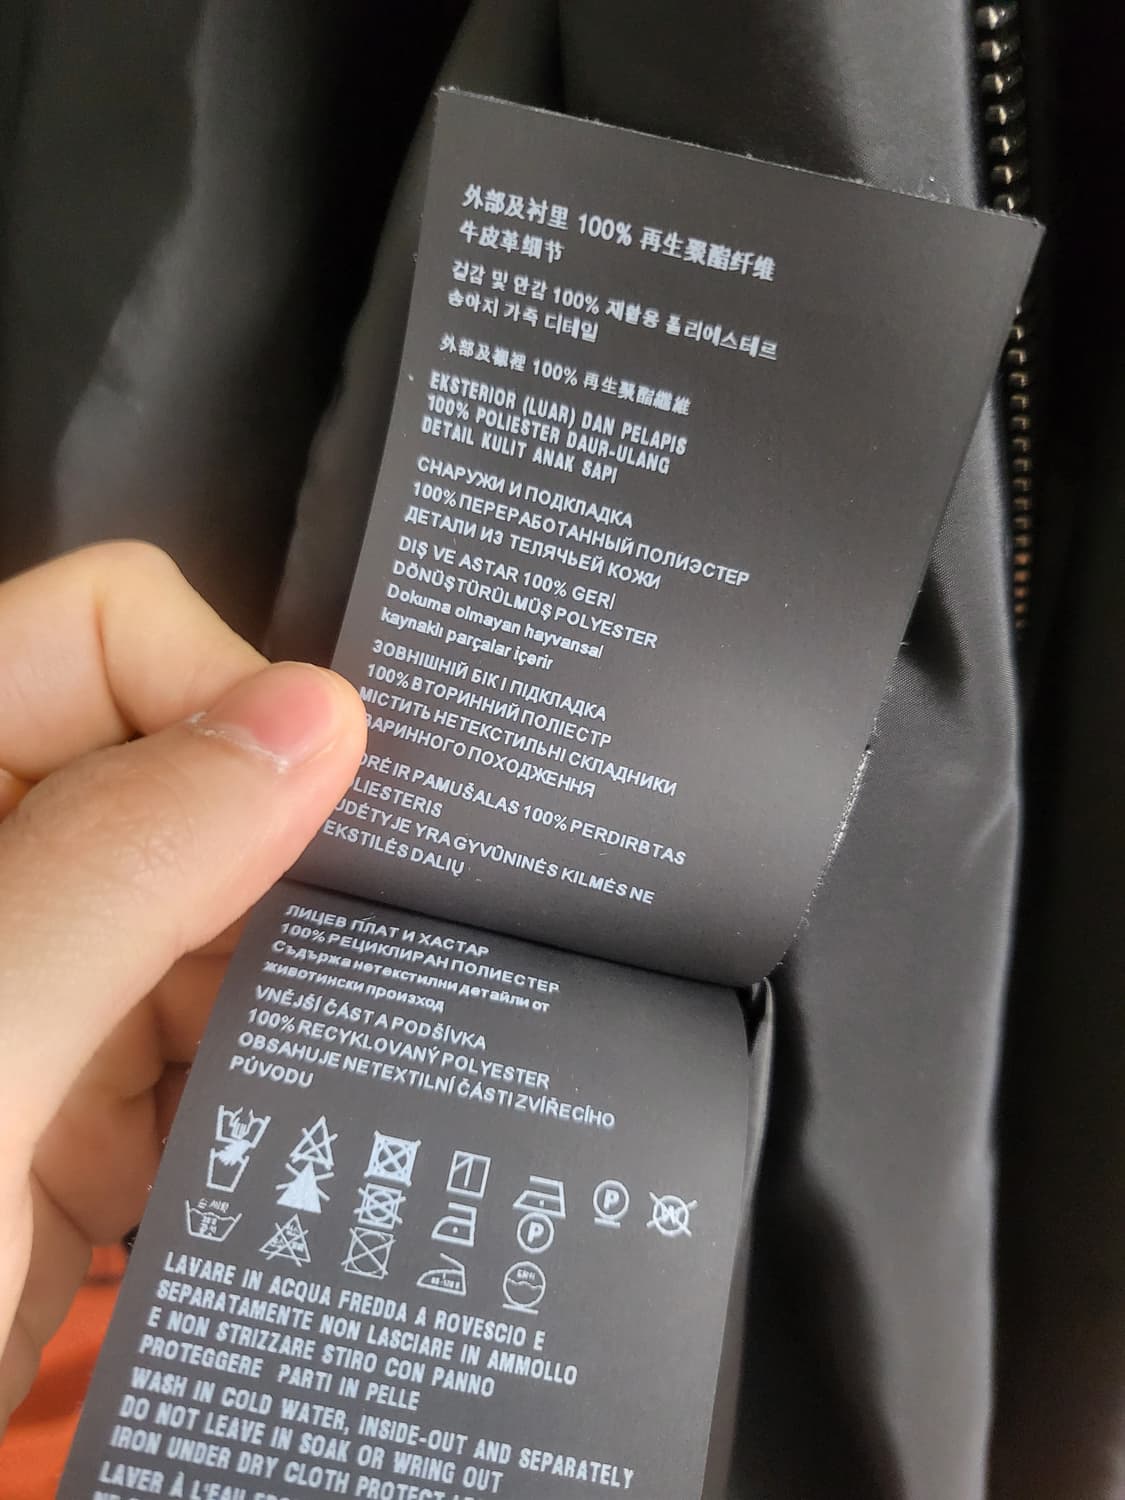 外部及衬里 100% 再生聚酯纤维
牛皮革细节
겉감 및 안감 100% 재활용 폴리에스테르
송아지 가죽 디테일
外部及襯裡 100% 再生聚酯纖維
EKSTERIOR (LUAR) DAN PELAPIS
100% POLIESTER DAUR-ULANG
DETAIL KULIT ANAK SAPI
СНАРУЖИ И ПОДКЛАДКА
100% ПЕРЕРАБОТАННЫЙ ПОЛИЭСТЕР
ДЕТАЛИ ИЗ ТЕЛЯЧЬЕЙ КОЖИ
DIŞ VE ASTAR 100% GERİ
DÖNÜŞTÜRÜLMÜŞ POLYESTER
Dokuma olmayan hayvansal
kaynaklı parçalar içerir
ЗОВНІШНІЙ БІК І ПІДКЛАДКА
100% ВТОРИННИЙ ПОЛІЕСТР
МІСТИТЬ НЕТЕКСТИЛЬНІ СКЛАДНИКИ
ВАРИННОГО ПОХОДЖЕННЯ
ORĖ IR PAMUŠALAS 100% PERDIRBTAS
LIESTERIS
UDĖTYJE YRA GYVŪNINĖS KILMĖS NE
EKSTILĖS DALIŲ
ЛИЦЕВ ПЛАТ И ХАСТАР
100% РЕЦИКЛИРАН ПОЛИЕСТЕР
Съдържа нетекстилни детайли от
животински произход
VNĚJŠÍ ČÁST A PODŠÍVKA
100% RECYKLOVANÝ POLYESTER
OBSAHUJE NETEXTILNÍ ČÁSTI ZVÍŘECÍHO
PŮVODU
P
P
LAVARE IN ACQUA FREDDA A ROVESCIO E
SEPARATAMENTE NON LASCIARE IN AMMOLLO
E NON STRIZZARE STIRO CON PANNO
PROTEGGERE PARTI IN PELLE
WASH IN COLD WATER, INSIDE-OUT AND SEPARATELY
DO NOT LEAVE IN SOAK OR WRING OUT
IRON UNDER DRY CLOTH PROTECT
LAVER À L'EAU